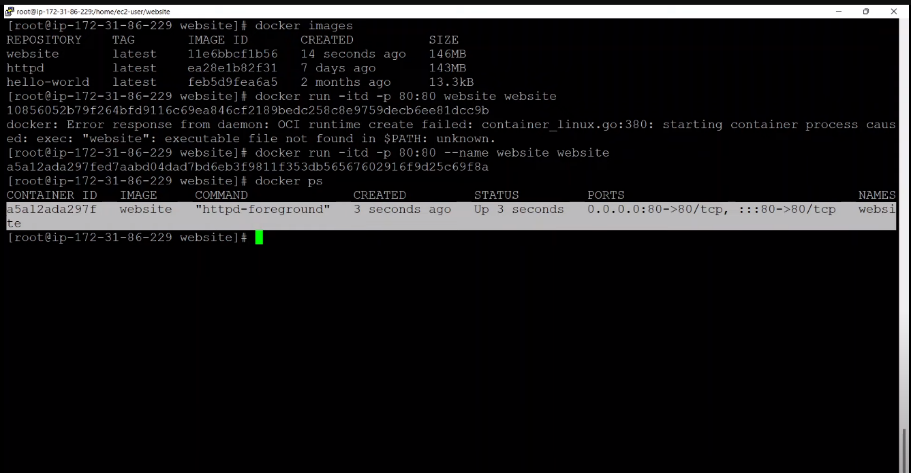 root@ip-172-31-86-229:/home/ec2-user/website
[root@ip-172-31-86-229 website]# docker images
REPOSITORY TAG IMAGE ID CREATED SIZE
website latest 11e6bbcf1b56 14 seconds ago 146MB
httpd latest ea28e1b82f31 7 days ago 143MB
hello-world latest feb5d9fea6a5 2 months ago 13.3kB
[root@ip-172-31-86-229 website]# docker run -itd -p 80:80 website website
10856052b79f264bfd9116c69ea846cf2189bedc258c8e9759decb6ee81dcc9b
docker: Error response from daemon: OCI runtime create failed: container_linux.go:380: starting container process caus
ed: exec: "website": executable file not found in $PATH: unknown.
[root@ip-172-31-86-229 website]# docker run -itd -p 80:80 --name website website
a5a12ada297fed7aabd04dad7bd6eb3f9811f353db56567602916f9d25c69f8a
[root@ip-172-31-86-229 website]# docker ps
CONTAINER ID IMAGE COMMAND CREATED STATUS PORTS NAMES
a5a12ada297f website "httpd-foreground" 3 seconds ago Up 3 seconds 0.0.0.0:80->80/tcp, :::80->80/tcp websi
te
[root@ip-172-31-86-229 website]#